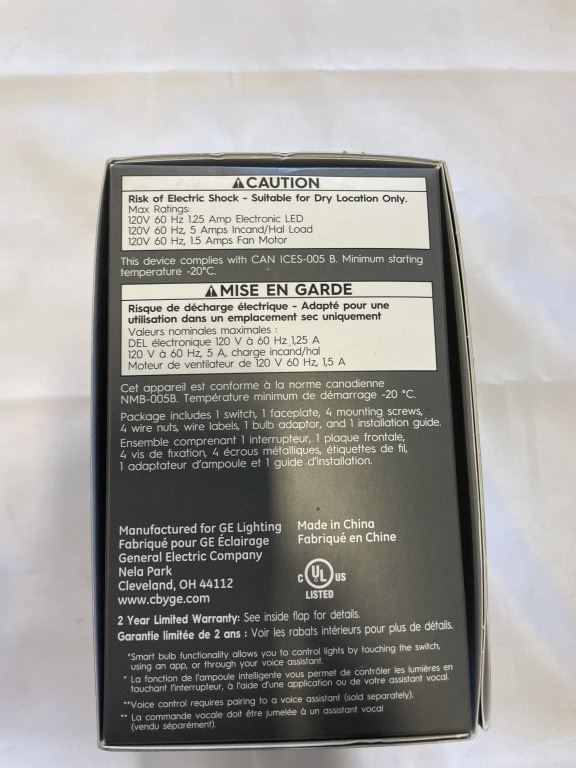 CAUTION
Risk of Electric Shock - Suitable for Dry Location Only.
Max Ratings:
120V 60 Hz 1.25 Amp Electronic LED
120V 60 Hz, 5 Amps Incand/Hal Load
120V 60 Hz, 1.5 Amps Fan Motor
This device complies with CAN ICES-005 B. Minimum starting
temperature -20°C.
MISE EN GARDE
Risque de décharge électrique - Adapté pour une
utilisation dans un emplacement sec uniquement
Valeurs nominales maximales :
DEL électronique 120 V à 60 Hz 1,25 A
120 V à 60 Hz, 5 A, charge incand/hal
Moteur de ventilateur de 120 V 60 Hz, 1,5 A
Cet appareil est conforme à la norme canadienne
NMB-005B. Température minimum de démarrage -20 °C.
Package includes 1 switch, 1 faceplate, 4 mounting screws,
4 wire nuts, wire labels, 1 bulb adaptor, and 1 installation guide.
Ensemble comprenant 1 interrupteur, 1 plaque frontale,
4 vis de fixation, 4 écrous métalliques, étiquettes de fil,
1 adaptateur d'ampoule et 1 guide d'installation.
Manufactured for GE Lighting
Fabriqué pour GE Éclairage
General Electric Company
Nela Park
Cleveland, OH 44112
www.cbyge.com
Made in China
Fabriqué en Chine
C UL US
LISTED
2 Year Limited Warranty: See inside flap for details.
Garantie limitée de 2 ans : Voir les rabats intérieurs pour plus de détails.
*Smart bulb functionality allows you to control lights by touching the switch,
using an app, or through your voice assistant.
* La fonction de l'ampoule intelligente vous permet de contrôler les lumières en
touchant l'interrupteur, à l'aide d'une application ou de votre assistant vocal.
**Voice control requires pairing to a voice assistant (sold separately).
** La commande vocale doit être jumelée à un assistant vocal
(vendu séparément).